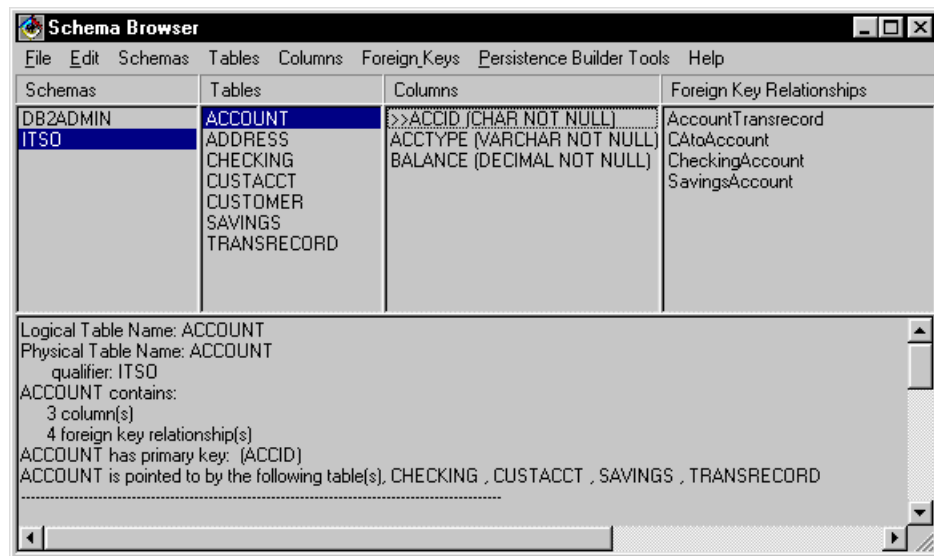 Schema Browser
File Edit Schemas Tables Columns Foreign_Keys Persistence Builder Tools Help
Schemas Tables Columns Foreign Key Relationships
DB2ADMIN ACCOUNT >>ACCID (CHAR NOT NULL) AccountTransrecord
ITSO ADDRESS ACCTYPE (VARCHAR NOT NULL) CAtoAccount
CHECKING BALANCE (DECIMAL NOT NULL) CheckingAccount
CUSTACCT SavingsAccount
CUSTOMER
SAVINGS
TRANSRECORD
Logical Table Name: ACCOUNT
Physical Table Name: ACCOUNT
qualifier: ITSO
ACCOUNT contains:
3 column(s)
4 foreign key relationship(s)
ACCOUNT has primary key: (ACCID)
ACCOUNT is pointed to by the following table(s), CHECKING , CUSTACCT , SAVINGS , TRANSRECORD